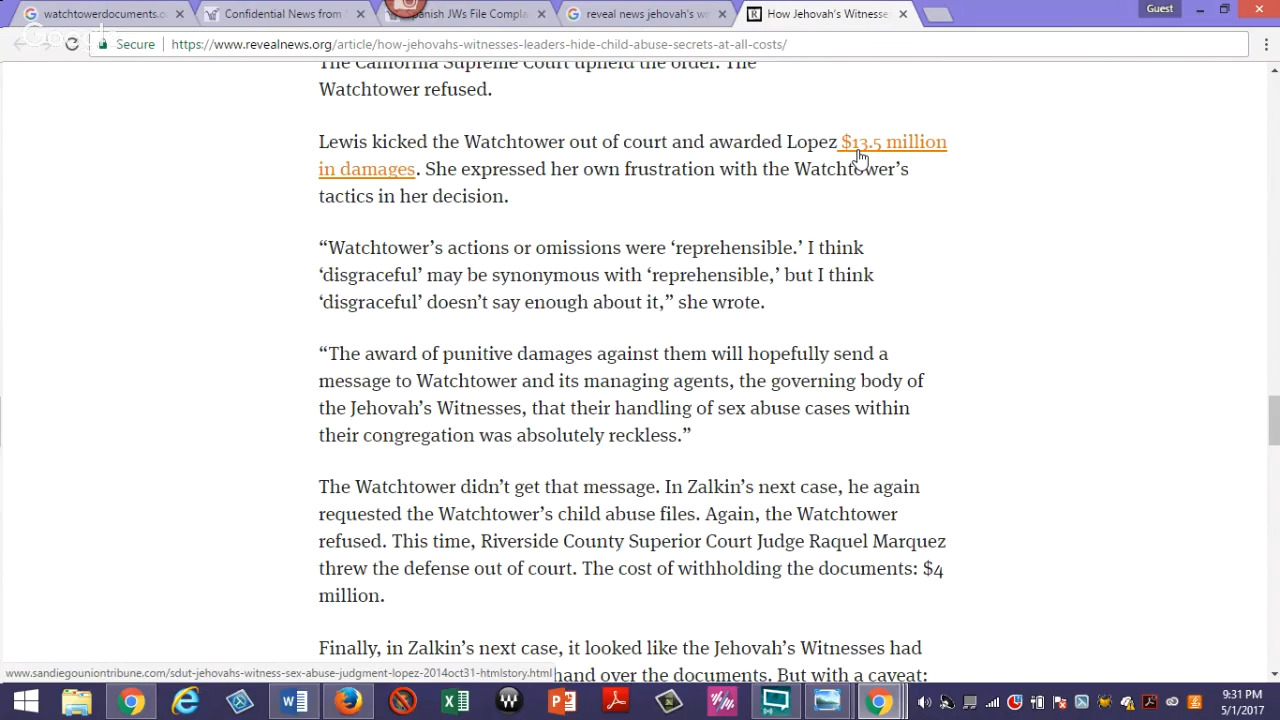 watchtowerdocuments.o
Confidential News from
Spanish JWs File Compla
reveal news jehovah's w
How Jehovah's Witnesse
Guest
Google
Secure
https://www.revealnews.org/article/how-jehovahs-witnesses-leaders-hide-child-abuse-secrets-at-all-costs/
The California Supreme Court upheld the order. The
Watchtower refused.
Lewis kicked the Watchtower out of court and awarded Lopez $13.5 million
in damages. She expressed her own frustration with the Watchtower’s
tactics in her decision.
“Watchtower’s actions or omissions were ‘reprehensible.’ I think
‘disgraceful’ may be synonymous with ‘reprehensible,’ but I think
‘disgraceful’ doesn’t say enough about it,” she wrote.
“The award of punitive damages against them will hopefully send a
message to Watchtower and its managing agents, the governing body of
the Jehovah’s Witnesses, that their handling of sex abuse cases within
their congregation was absolutely reckless.”
The Watchtower didn’t get that message. In Zalkin’s next case, he again
requested the Watchtower’s child abuse files. Again, the Watchtower
refused. This time, Riverside County Superior Court Judge Raquel Marquez
threw the defense out of court. The cost of withholding the documents: $4
million.
Finally, in Zalkin’s next case, it looked like the Jehovah’s Witnesses had
hand over the documents. But with a caveat:
www.sandiegouniontribune.com/sdut-jehovahs-witness-sex-abuse-judgment-lopez-2014oct31-htmlstory.html
9:31 PM
5/1/2017